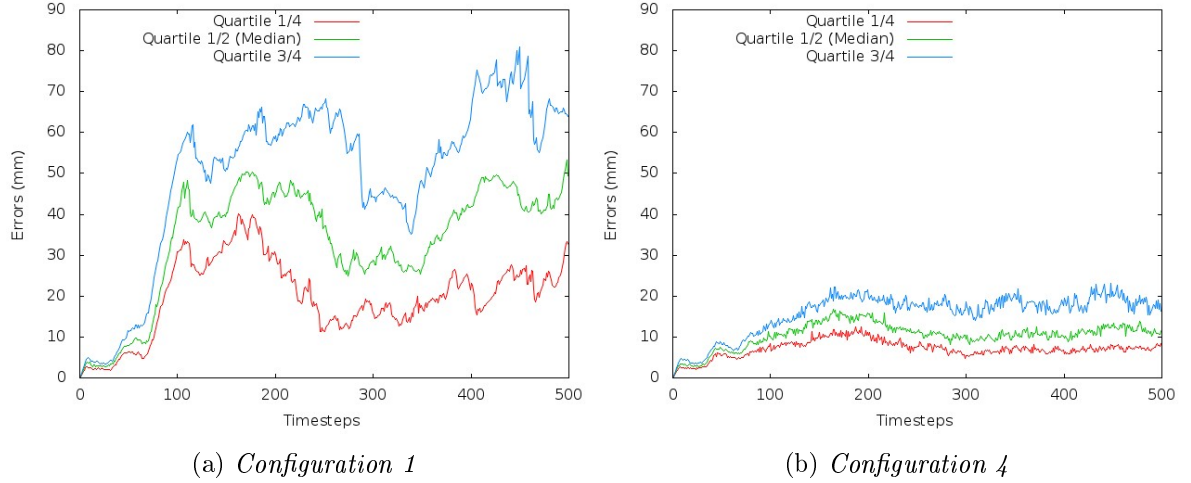 90
80
70
60
50
40
30
20
10
0
Errors (mm)
Quartile 1/4
Quartile 1/2 (Median)
Quartile 3/4
0 100 200 300 400 500
Timesteps
(a) Configuration 1
90
80
70
60
50
40
30
20
10
0
Errors (mm)
Quartile 1/4
Quartile 1/2 (Median)
Quartile 3/4
0 100 200 300 400 500
Timesteps
(b) Configuration 4